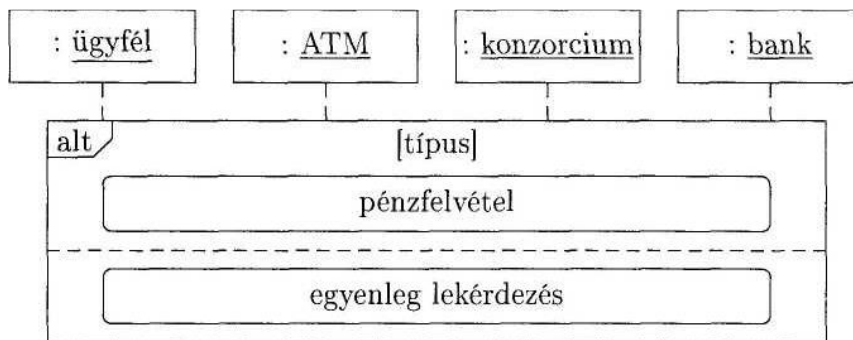 : ügyfél
: ATM
: konzorcium
: bank
alt
[típus]
pénzfelvétel
egyenleg lekérdezés